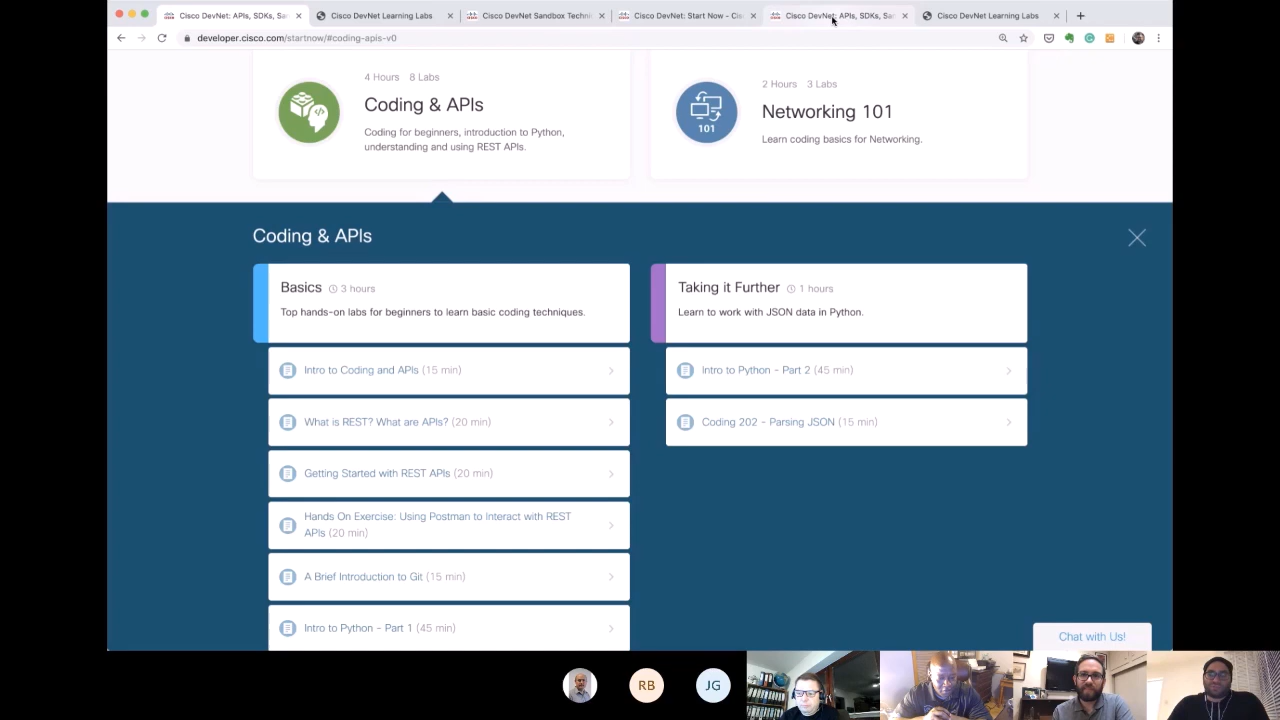 Cisco DevNet: APIs, SDKs, San
Cisco DevNet Learning Labs
Cisco DevNet Sandbox Techni
Cisco DevNet: Start Now - Cis
Cisco DevNet: APIs, SDKs, San
Cisco DevNet Learning Labs
developer.cisco.com/startnow/#coding-apis-v0
4 Hours 8 Labs
Coding & APIs
Coding for beginners, introduction to Python,
understanding and using REST APIs.
101
2 Hours 3 Labs
Networking 101
Learn coding basics for Networking.
Coding & APIs
Basics 3 hours
Top hands-on labs for beginners to learn basic coding techniques.
Intro to Coding and APIs (15 min)
What is REST? What are APIs? (20 min)
Getting Started with REST APIs (20 min)
Hands On Exercise: Using Postman to Interact with REST
APIs (20 min)
A Brief Introduction to Git (15 min)
Intro to Python - Part 1 (45 min)
Taking it Further 1 hours
Learn to work with JSON data in Python.
Intro to Python - Part 2 (45 min)
Coding 202 - Parsing JSON (15 min)
Chat with Us!
RB
JG